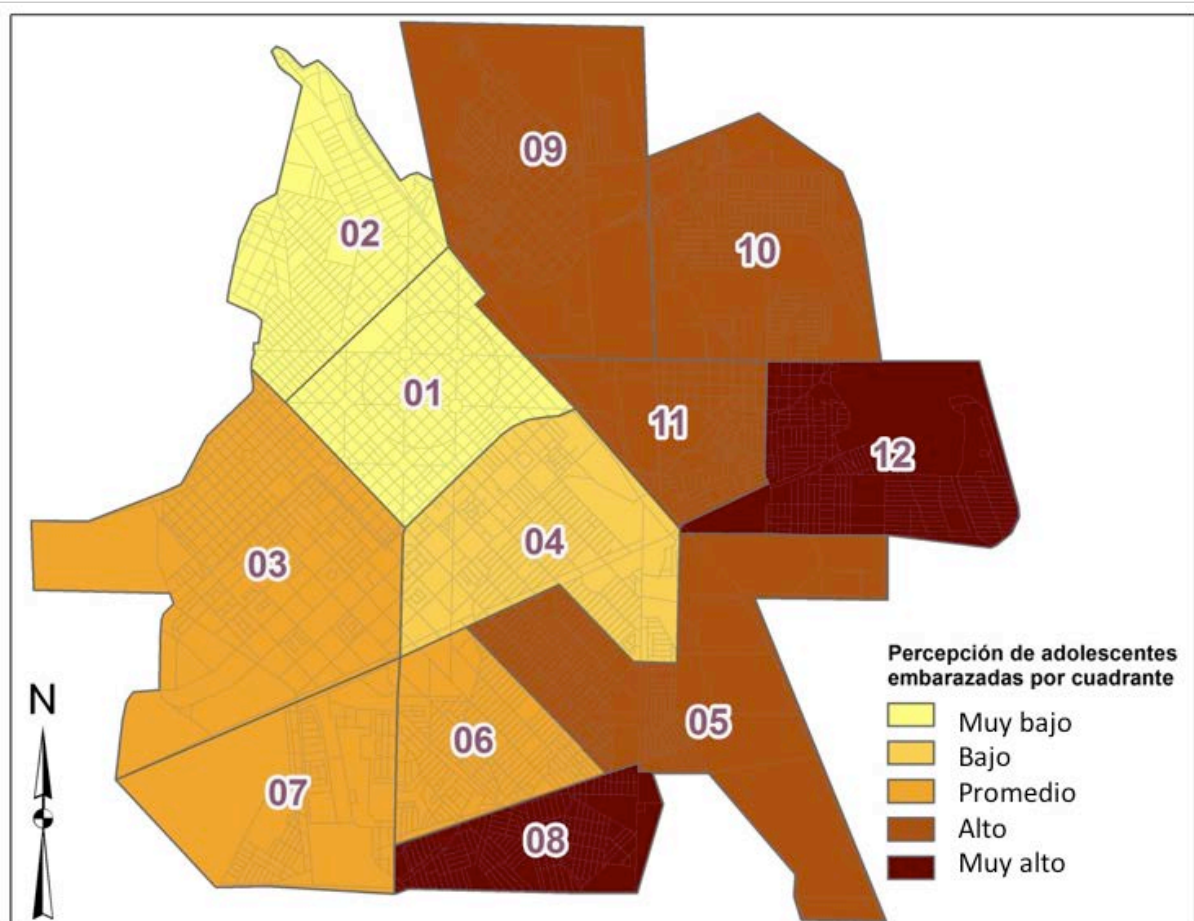 09
02
10
01
11
12
04
03
Percepción de adolescentes
embarazadas por cuadrante
N
Muy bajo
05
06
Bajo
07
Promedio
08
Alto
Muy alto